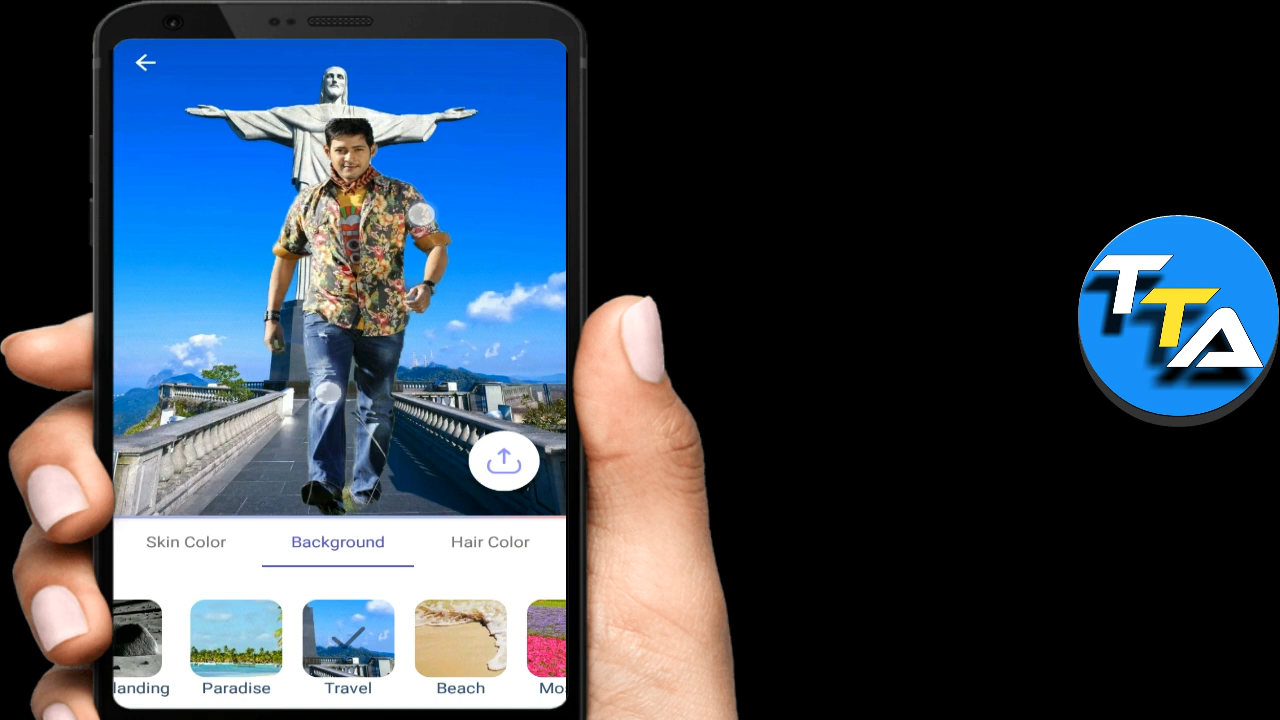 TTA
Skin Color
Background
Hair Color
landing
Paradise
Travel
Beach
Mo